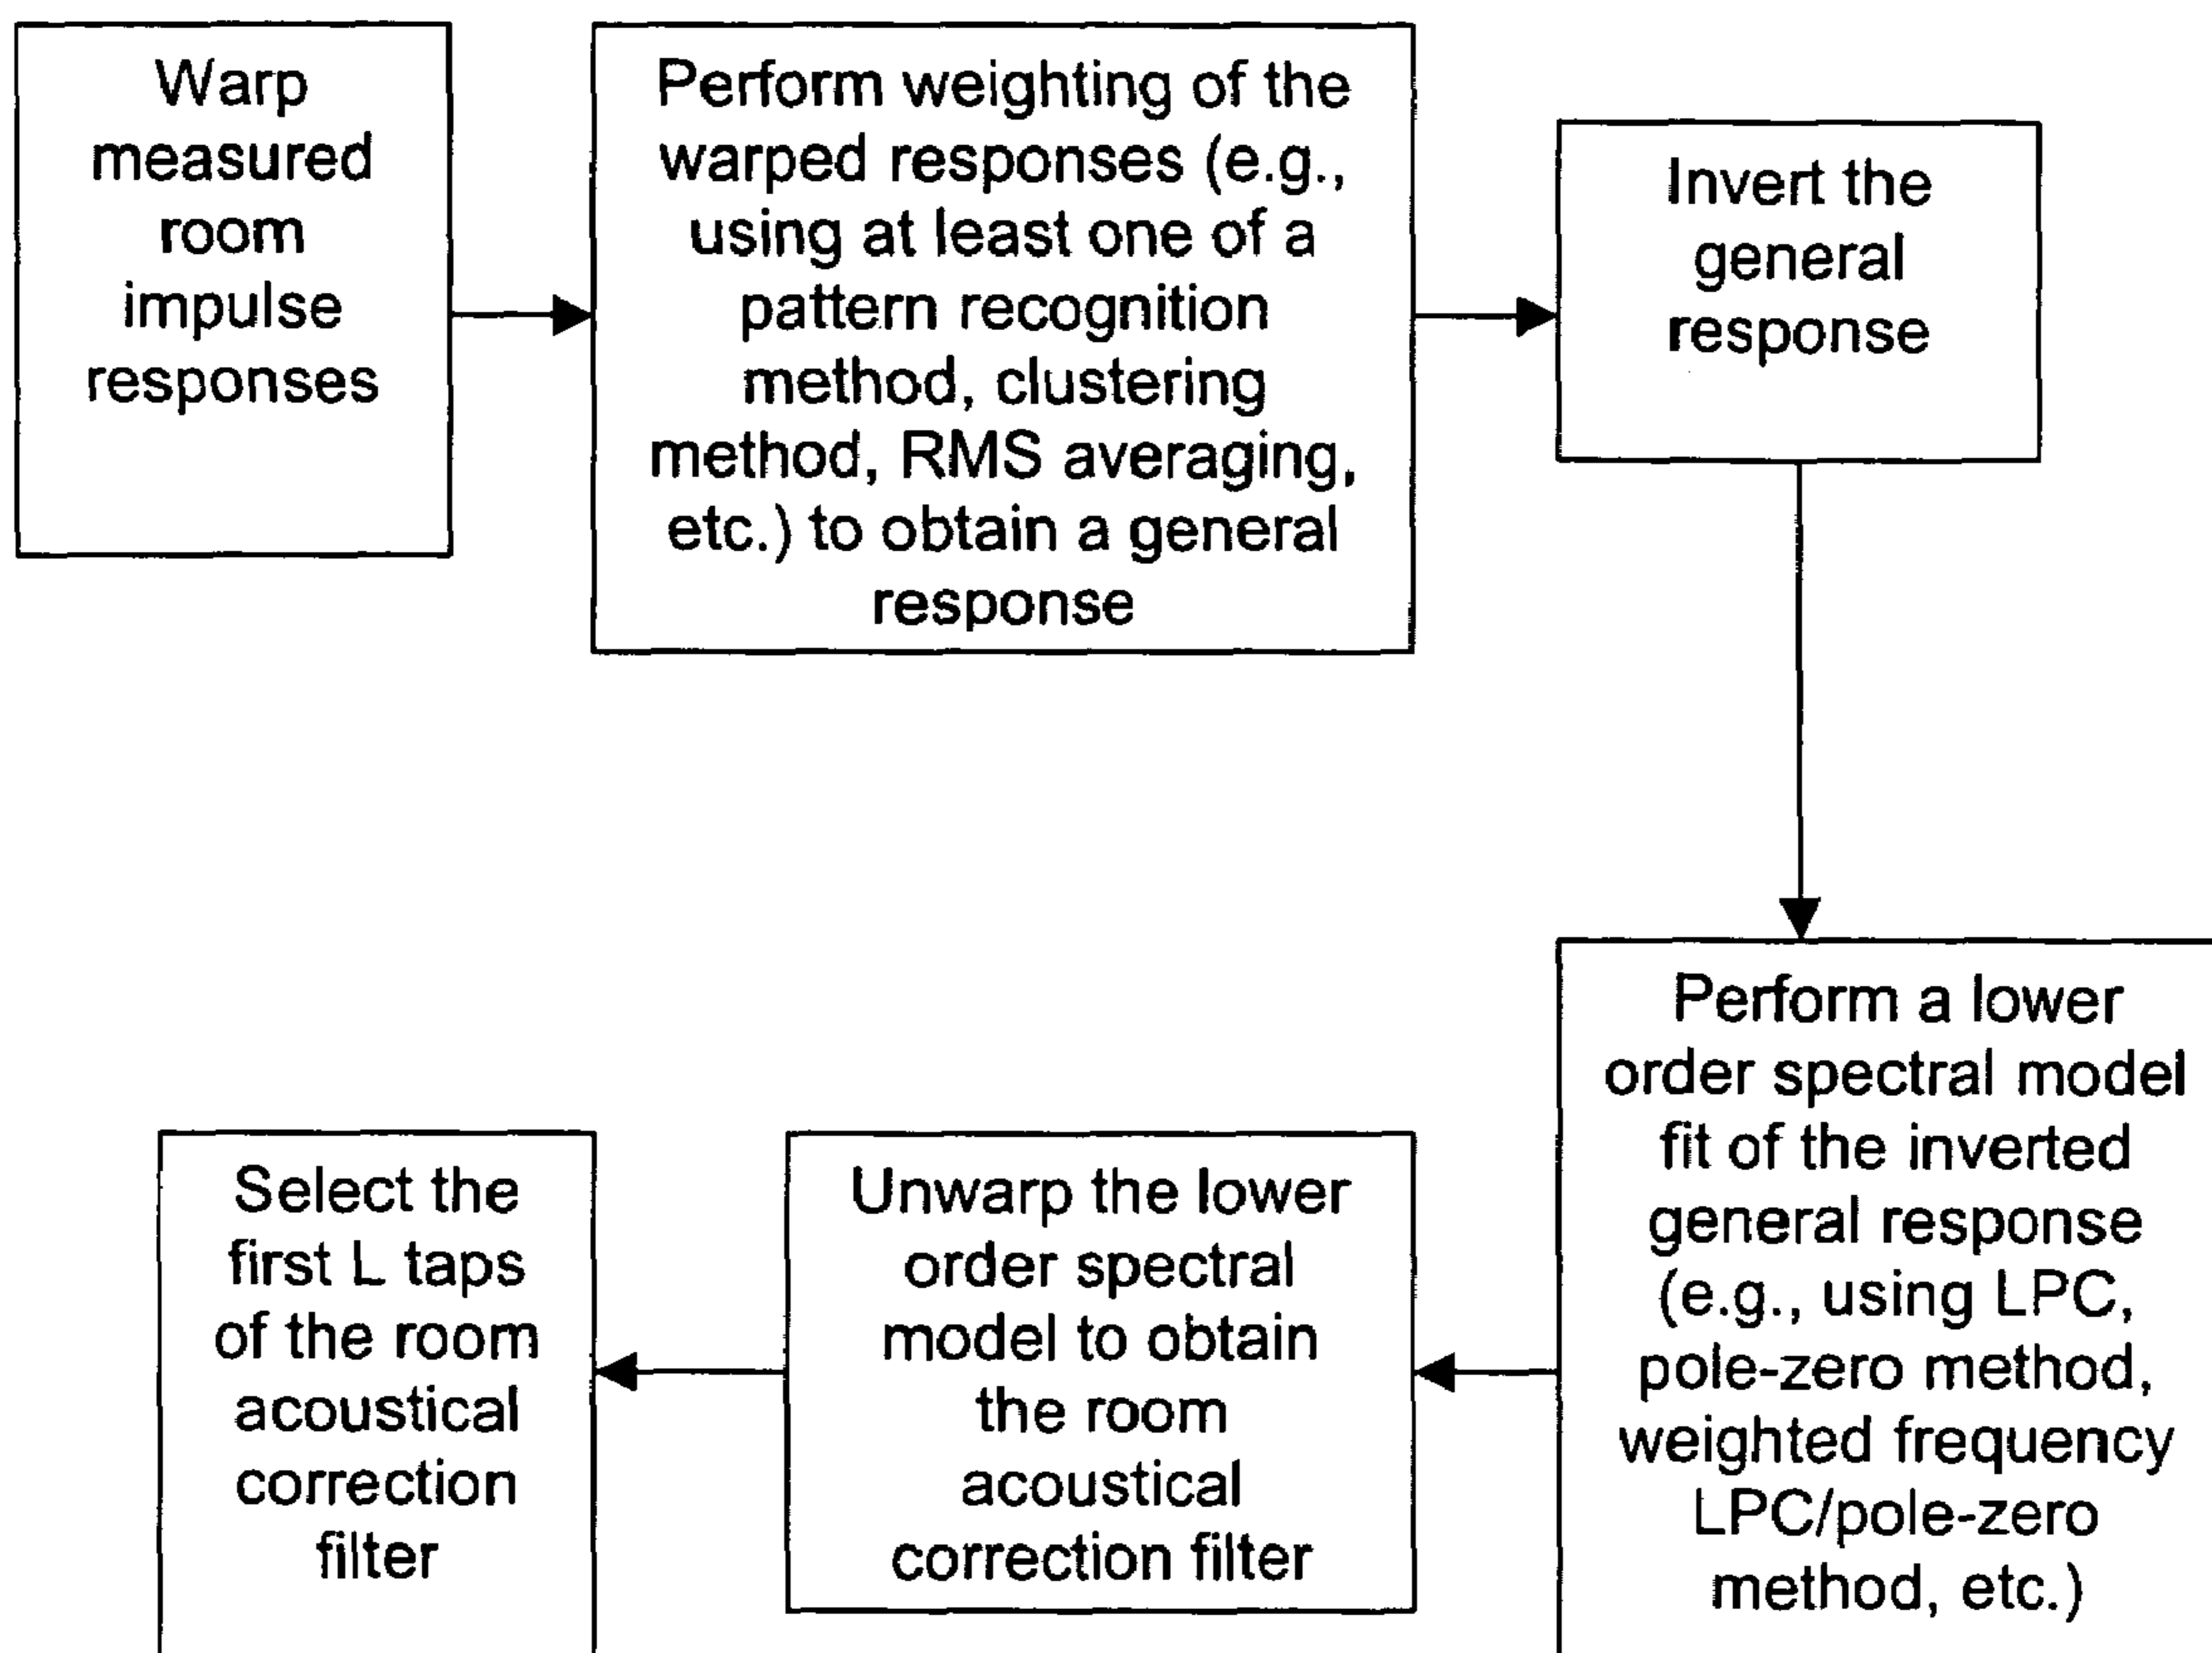 Warp
measured
room
impulse
responses
Perform weighting of the
warped responses (e.g.,
using at least one of a
pattern recognition
method, clustering
method, RMS averaging,
etc.) to obtain a general
response
Invert the
general
response
Perform a lower
order spectral model
fit of the inverted
general response
(e.g., using LPC,
pole-zero method,
weighted frequency
LPC/pole-zero
method, etc.)
Unwarp the lower
order spectral
model to obtain
the room
acoustical
correction filter
Select the
first L taps
of the room
acoustical
correction
filter